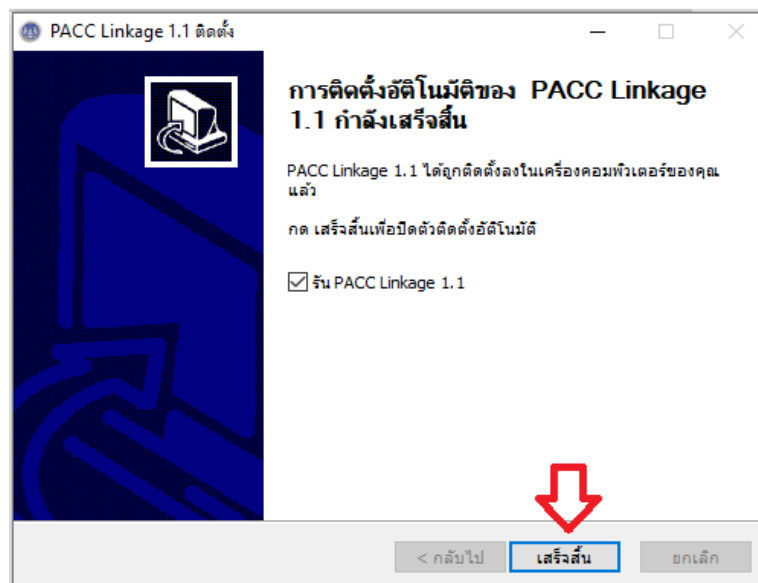 PACC Linkage 1.1 ติดตั้ง
การติดตั้งอัติโนมัติของ PACC Linkage
1.1 กำลังเสร็จสิ้น
PACC Linkage 1.1 ได้ถูกติดตั้งลงในเครื่องคอมพิวเตอร์ของคุณ
แล้ว
กด เสร็จสิ้นเพื่อปิดตัวติดตั้งอัติโนมัติ
รัน PACC Linkage 1.1
< กลับไป
เสร็จสิ้น
ยกเลิก